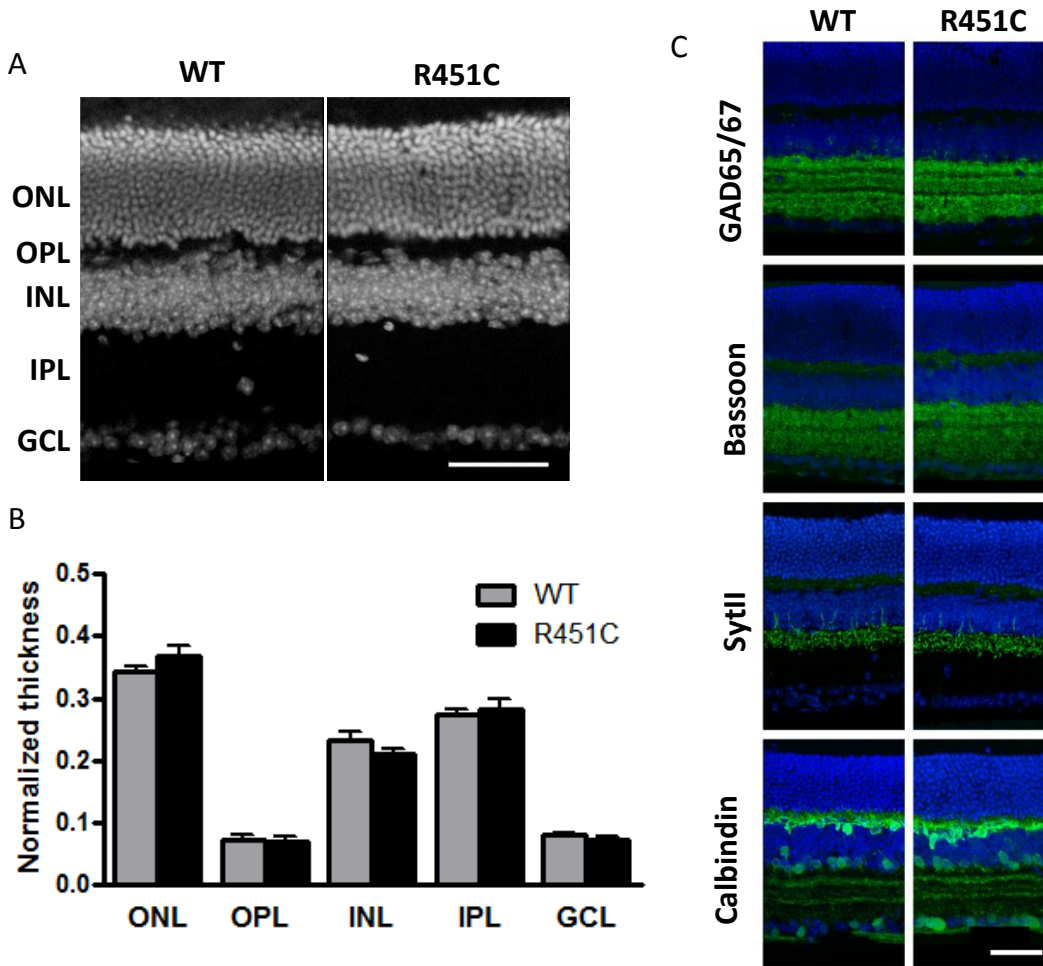 A
WT R451C
ONL
OPL
INL
IPL
GCL
B
Normalized thickness
0.5
0.4
0.3
0.2
0.1
0.0
WT
R451C
ONL OPL INL IPL GCL
C
WT R451C
GAD65/67
Bassoon
SytII
Calbindin